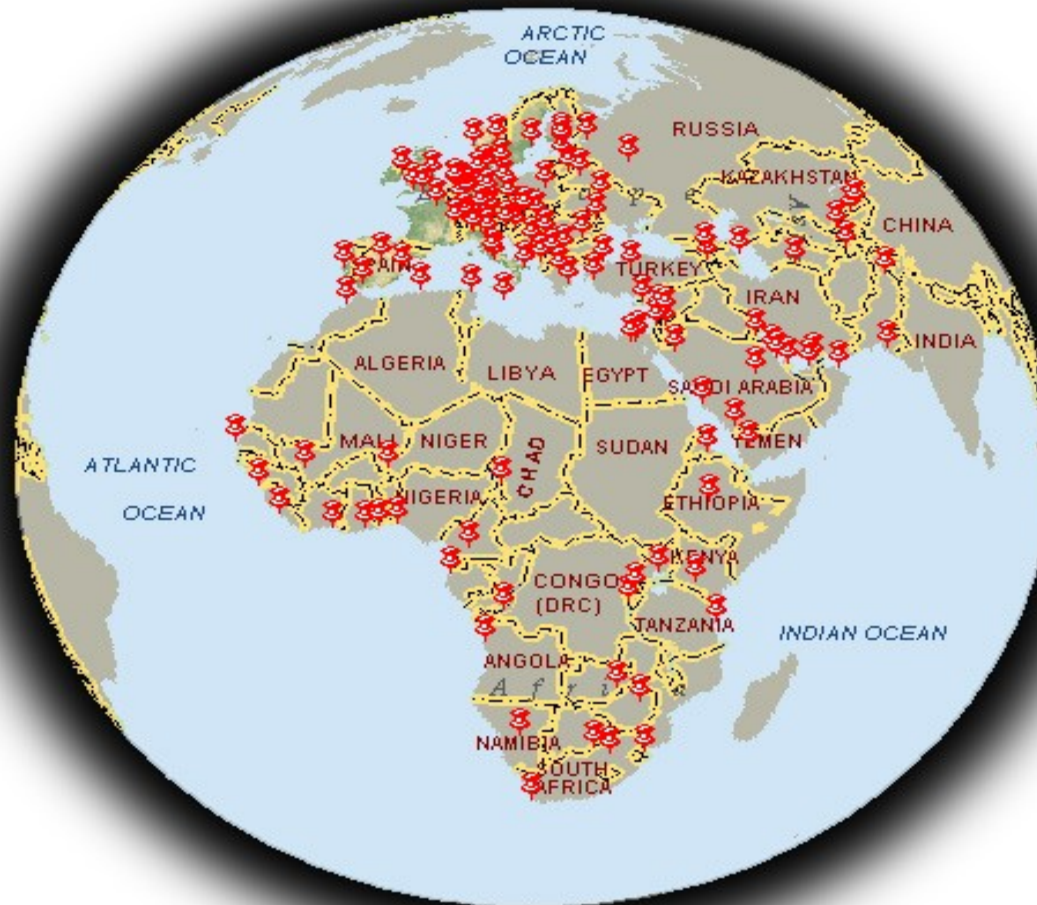 ARCTIC
OCEAN
RUSSIA
KAZAKHSTAN
CHINA
TURKEY
IRAN
INDIA
ALGERIA
LIBYA
EGYPT
SAUDI ARABIA
MALI
NIGER
CHAD
SUDAN
YEMEN
ATLANTIC
OCEAN
NIGERIA
ETHIOPIA
KENYA
CONGO
(DRC)
TANZANIA
INDIAN OCEAN
ANGOLA
Afri a
NAMIBIA
SOUTH
AFRICA